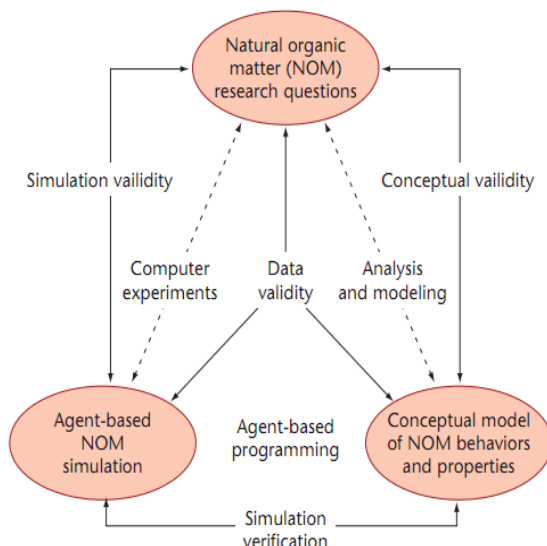 Natural organic
matter (NOM)
research questions
Simulation vailidity
Conceptual vailidity
Computer
experiments
Data
validity
Analysis
and modeling
Agent-based
NOM
simulation
Agent-based
programming
Conceptual model
of NOM behaviors
and properties
Simulation
verification